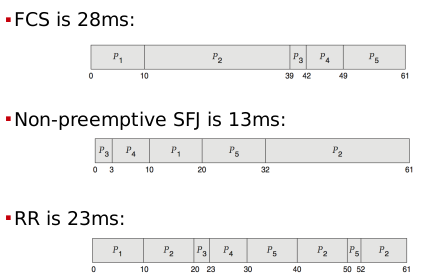 ▪FCS is 28ms:
P1 P2 P3 P4 P5
0 10 39 42 49 61
▪Non-preemptive SFJ is 13ms:
P3 P4 P1 P5 P2
0 3 10 20 32 61
▪RR is 23ms:
P1 P2 P3 P4 P5 P2 P5 P2
0 10 20 23 30 40 50 52 61